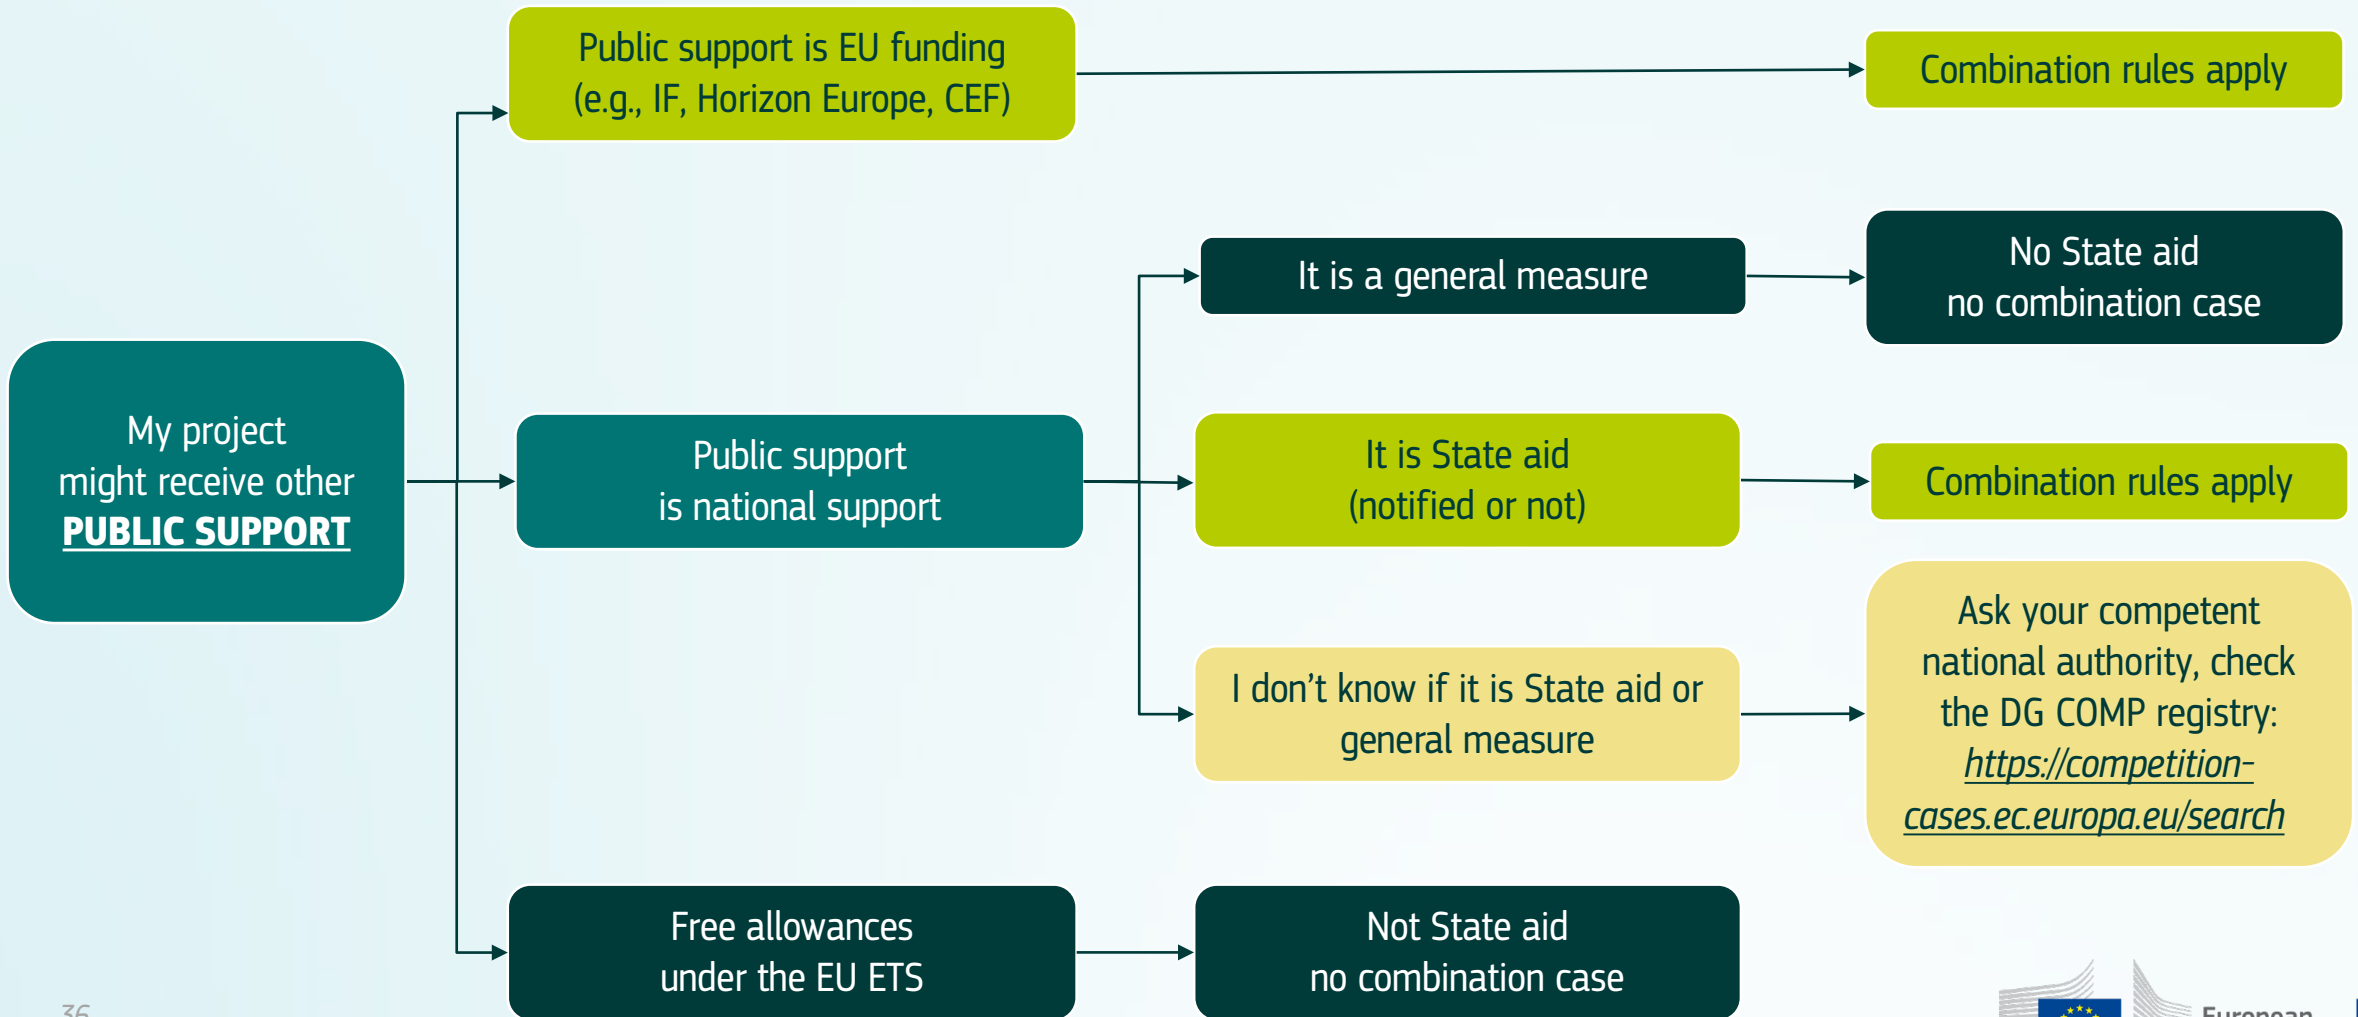 Public support is EU funding
(e.g., IF, Horizon Europe, CEF)
Combination rules apply
It is a general measure
No State aid
no combination case
My project
might receive other
PUBLIC SUPPORT
Public support
is national support
It is State aid
(notified or not)
Combination rules apply
I don't know if it is State aid or
general measure
Ask your competent
national authority, check
the DG COMP registry:
https://competition-
cases.ec.europa.eu/search
Free allowances
under the EU ETS
Not State aid
no combination case
36
European